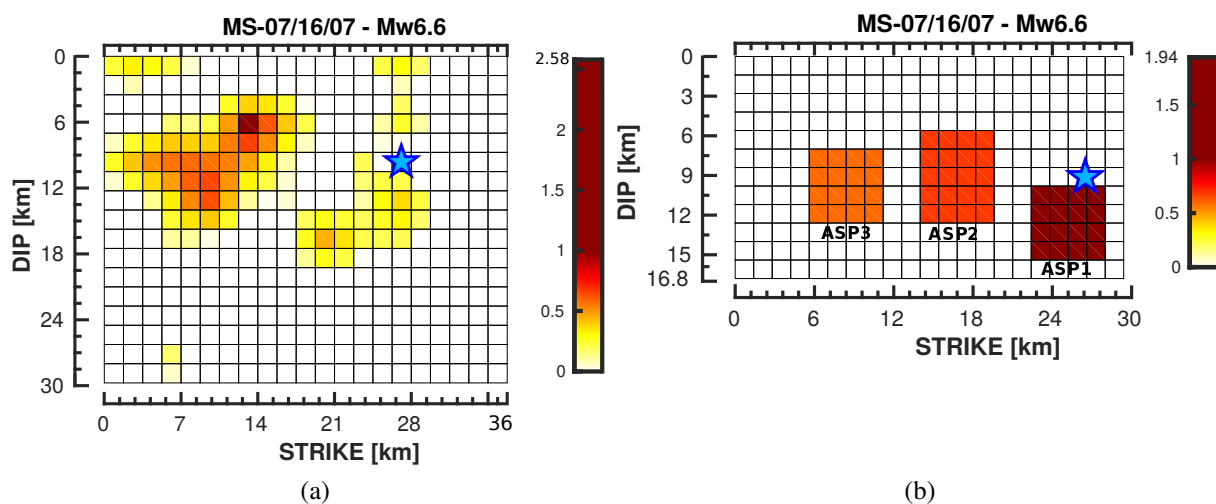 MS-07/16/07 - Mw6.6
2.58
2
1.5
1
0.5
0
DIP [km]
0
6
12
18
24
30
0 7 14 21 28 36
STRIKE [km]
(a)
MS-07/16/07 - Mw6.6
1.94
1.5
1
0.5
0
DIP [km]
0
3
6
9
12
15
16.8
ASP3 ASP2 ASP1
0 6 12 18 24 30
STRIKE [km]
(b)